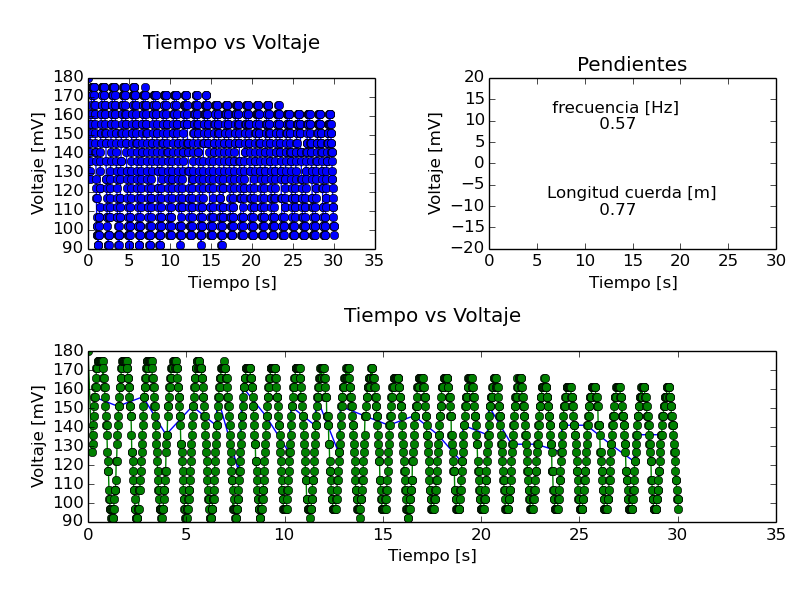 Tiempo vs Voltaje
180
170
160
150
140
130
120
110
100
90
Voltaje [mV]
0 5 10 15 20 25 30 35
Tiempo [s]
Pendientes
20
15
10
5
0
−5
−10
−15
−20
Voltaje [mV]
frecuencia [Hz]
0.57
Longitud cuerda [m]
0.77
0 5 10 15 20 25 30
Tiempo [s]
Tiempo vs Voltaje
180
170
160
150
140
130
120
110
100
90
Voltaje [mV]
0 5 10 15 20 25 30 35
Tiempo [s]